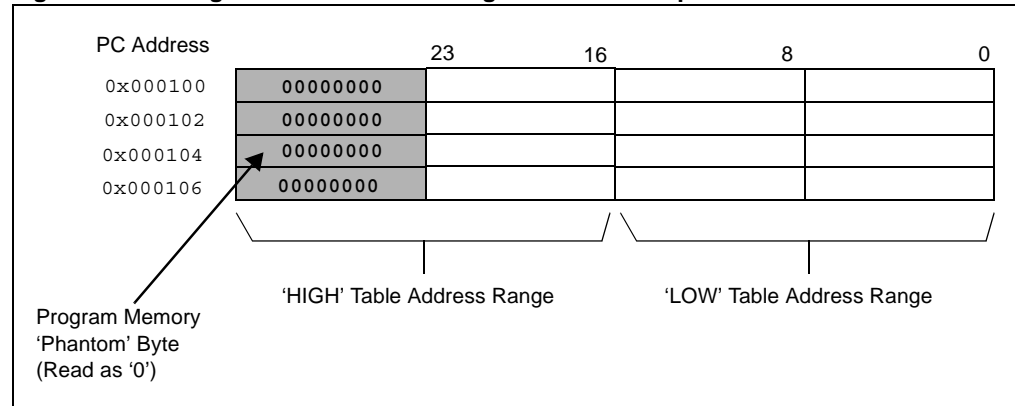 PC Address
23 16 8 0
0x000100 00000000
0x000102 00000000
0x000104 00000000
0x000106 00000000
‘HIGH’ Table Address Range ‘LOW’ Table Address Range
Program Memory
‘Phantom’ Byte
(Read as ‘0’)